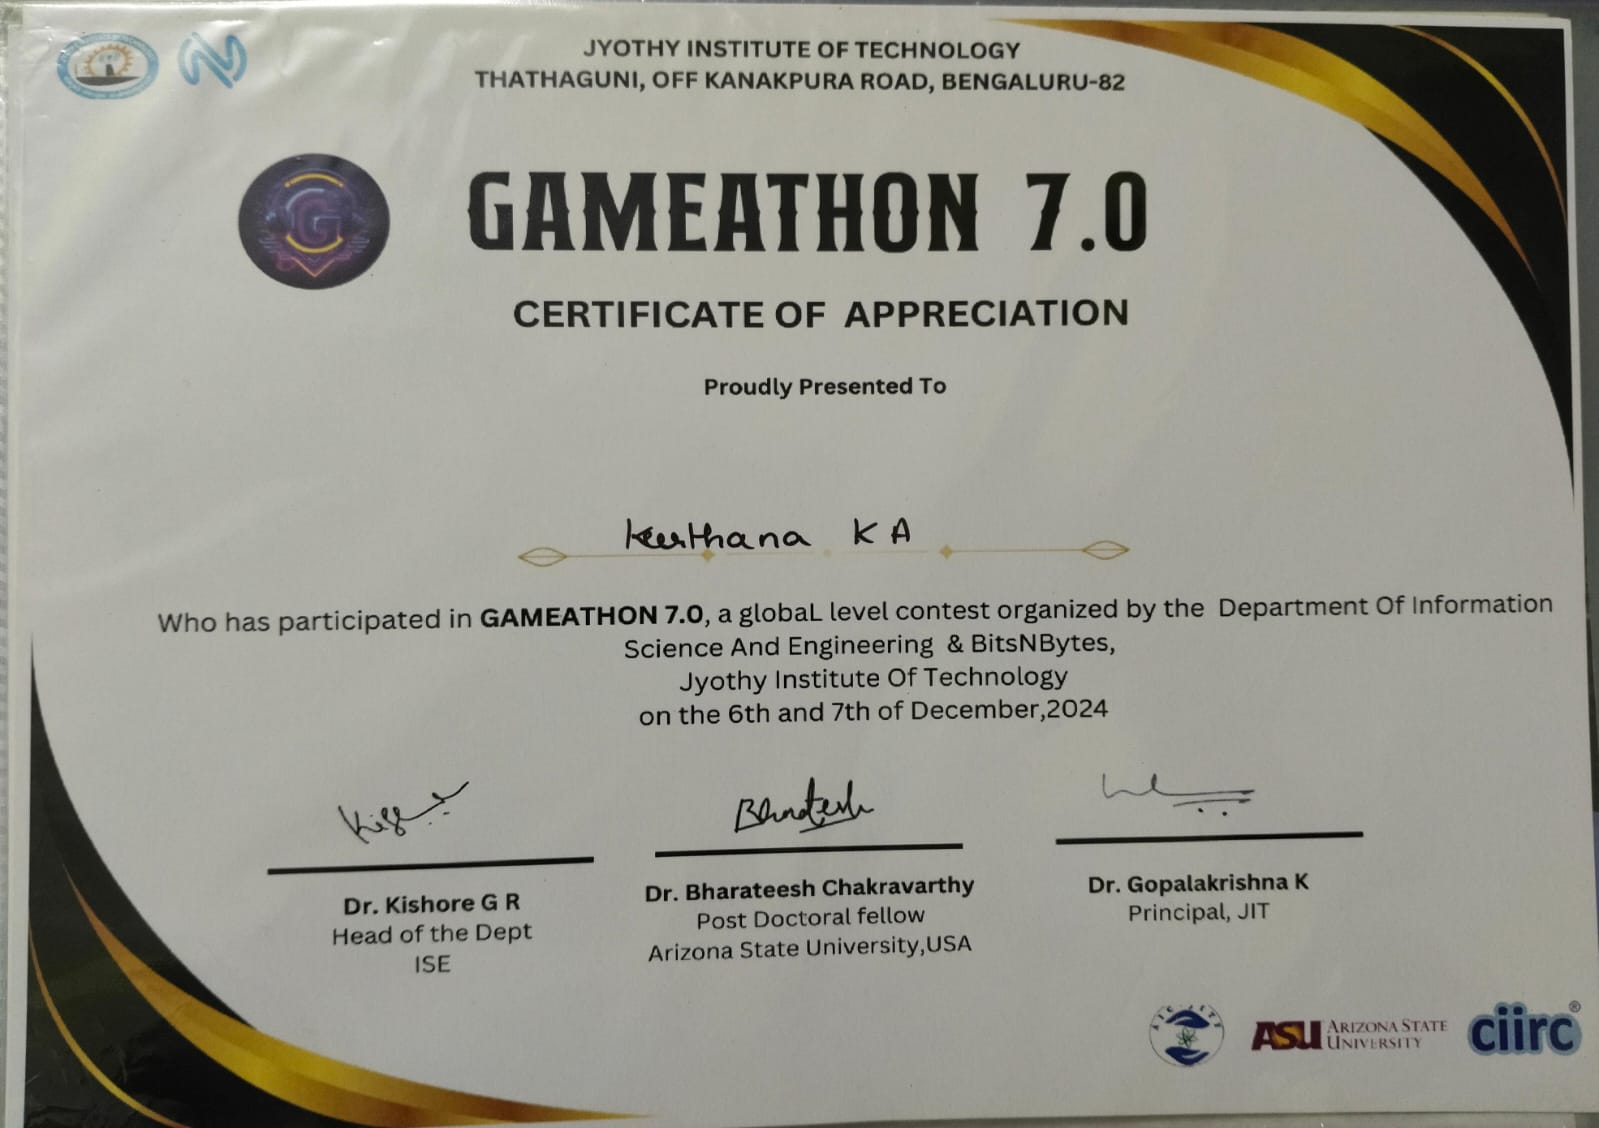 JYOTHY INSTITUTE OF TECHNOLOGY
THATHAGUNI, OFF KANAKPURA ROAD, BENGALURU-82
G
GAMEATHON 7.0
CERTIFICATE OF APPRECIATION
Proudly Presented To
Keerthana K A
Who has participated in GAMEATHON 7.0, a globaL level contest organized by the Department Of Information
Science And Engineering & BitsNBytes,
Jyothy Institute Of Technology
on the 6th and 7th of December,2024
Bharateesh
Dr. Kishore G R
Head of the Dept
ISE
Dr. Bharateesh Chakravarthy
Post Doctoral fellow
Arizona State University,USA
Dr. Gopalakrishna K
Principal, JIT
ASU ARIZONA STATE
UNIVERSITY
ciirc®